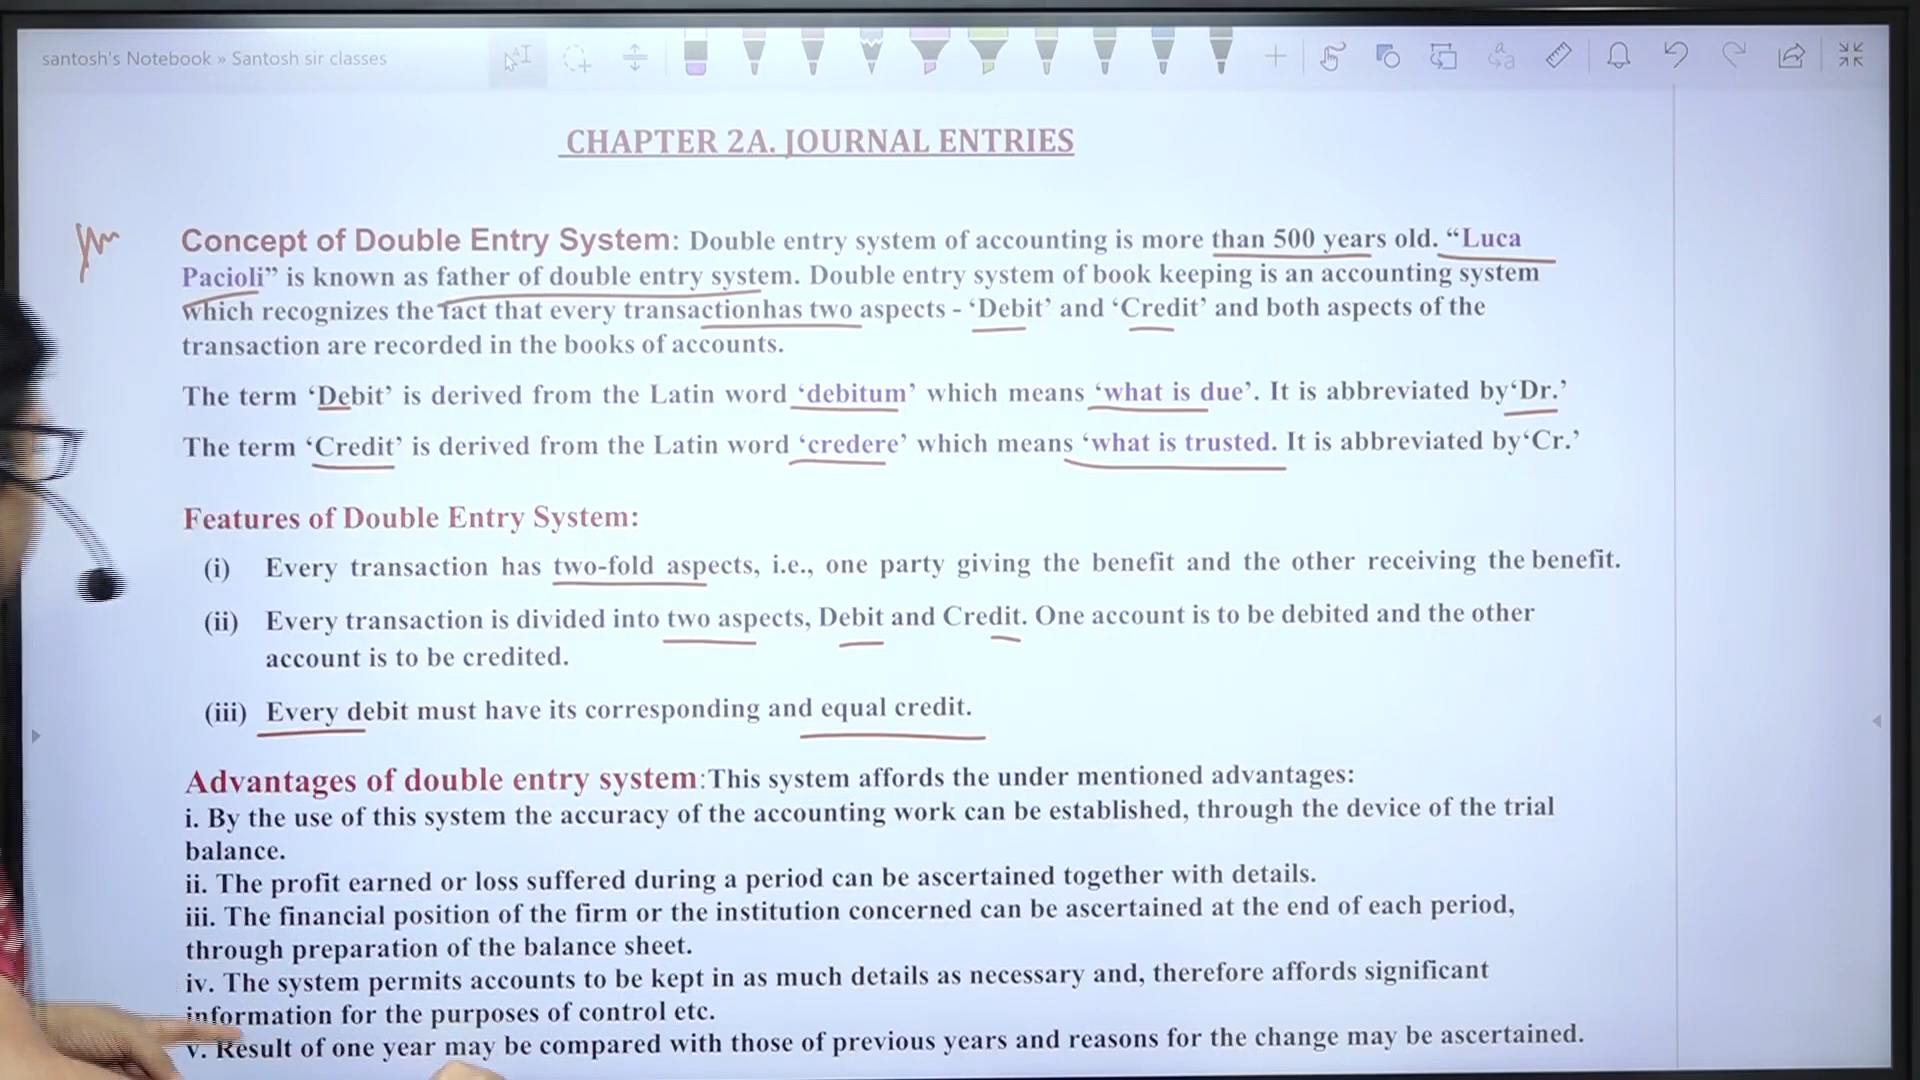 santosh's Notebook » Santosh sir classes
CHAPTER 2A. JOURNAL ENTRIES
Concept of Double Entry System: Double entry system of accounting is more than 500 years old. “Luca
Pacioli” is known as father of double entry system. Double entry system of book keeping is an accounting system
which recognizes the fact that every transactionhas two aspects - ‘Debit’ and ‘Credit’ and both aspects of the
transaction are recorded in the books of accounts.
The term ‘Debit’ is derived from the Latin word ‘debitum’ which means ‘what is due’. It is abbreviated by‘Dr.’
The term ‘Credit’ is derived from the Latin word ‘credere’ which means ‘what is trusted. It is abbreviated by‘Cr.’
Features of Double Entry System:
(i) Every transaction has two-fold aspects, i.e., one party giving the benefit and the other receiving the benefit.
(ii) Every transaction is divided into two aspects, Debit and Credit. One account is to be debited and the other
account is to be credited.
(iii) Every debit must have its corresponding and equal credit.
Advantages of double entry system:This system affords the under mentioned advantages:
i. By the use of this system the accuracy of the accounting work can be established, through the device of the trial
balance.
ii. The profit earned or loss suffered during a period can be ascertained together with details.
iii. The financial position of the firm or the institution concerned can be ascertained at the end of each period,
through preparation of the balance sheet.
iv. The system permits accounts to be kept in as much details as necessary and, therefore affords significant
information for the purposes of control etc.
v. Result of one year may be compared with those of previous years and reasons for the change may be ascertained.